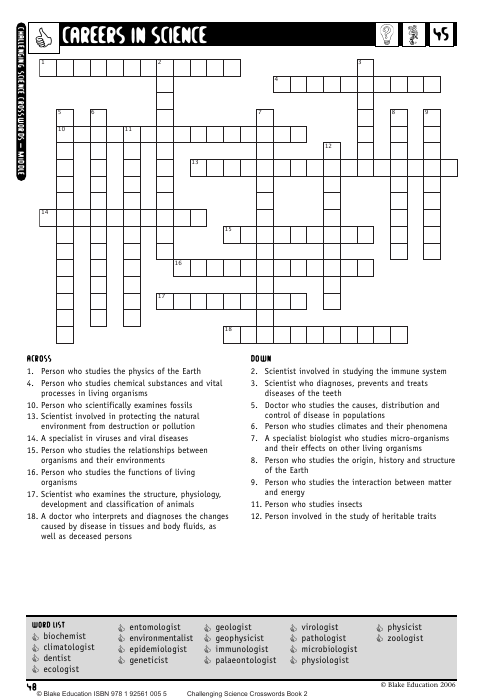 CHALLENGING SCIENCE CROSSWORDS – MIDDLE
CAREERS IN SCIENCE
45
1 2 3
4
5 6 7 8 9
10 11
12
13
14
15
16
17
18
ACROSS
1. Person who studies the physics of the Earth
4. Person who studies chemical substances and vital
processes in living organisms
10. Person who scientifically examines fossils
13. Scientist involved in protecting the natural
environment from destruction or pollution
14. A specialist in viruses and viral diseases
15. Person who studies the relationships between
organisms and their environments
16. Person who studies the functions of living
organisms
17. Scientist who examines the structure, physiology,
development and classification of animals
18. A doctor who interprets and diagnoses the changes
caused by disease in tissues and body fluids, as
well as deceased persons
DOWN
2. Scientist involved in studying the immune system
3. Scientist who diagnoses, prevents and treats
diseases of the teeth
5. Doctor who studies the causes, distribution and
control of disease in populations
6. Person who studies climates and their phenomena
7. A specialist biologist who studies micro-organisms
and their effects on other living organisms
8. Person who studies the origin, history and structure
of the Earth
9. Person who studies the interaction between matter
and energy
11. Person who studies insects
12. Person involved in the study of heritable traits
WORD LIST
biochemist
climatologist
dentist
ecologist
entomologist
environmentalist
epidemiologist
geneticist
geologist
geophysicist
immunologist
palaeontologist
virologist
pathologist
microbiologist
physiologist
physicist
zoologist
48
© Blake Education 2006
© Blake Education ISBN 978 1 92561 005 5 Challenging Science Crosswords Book 2